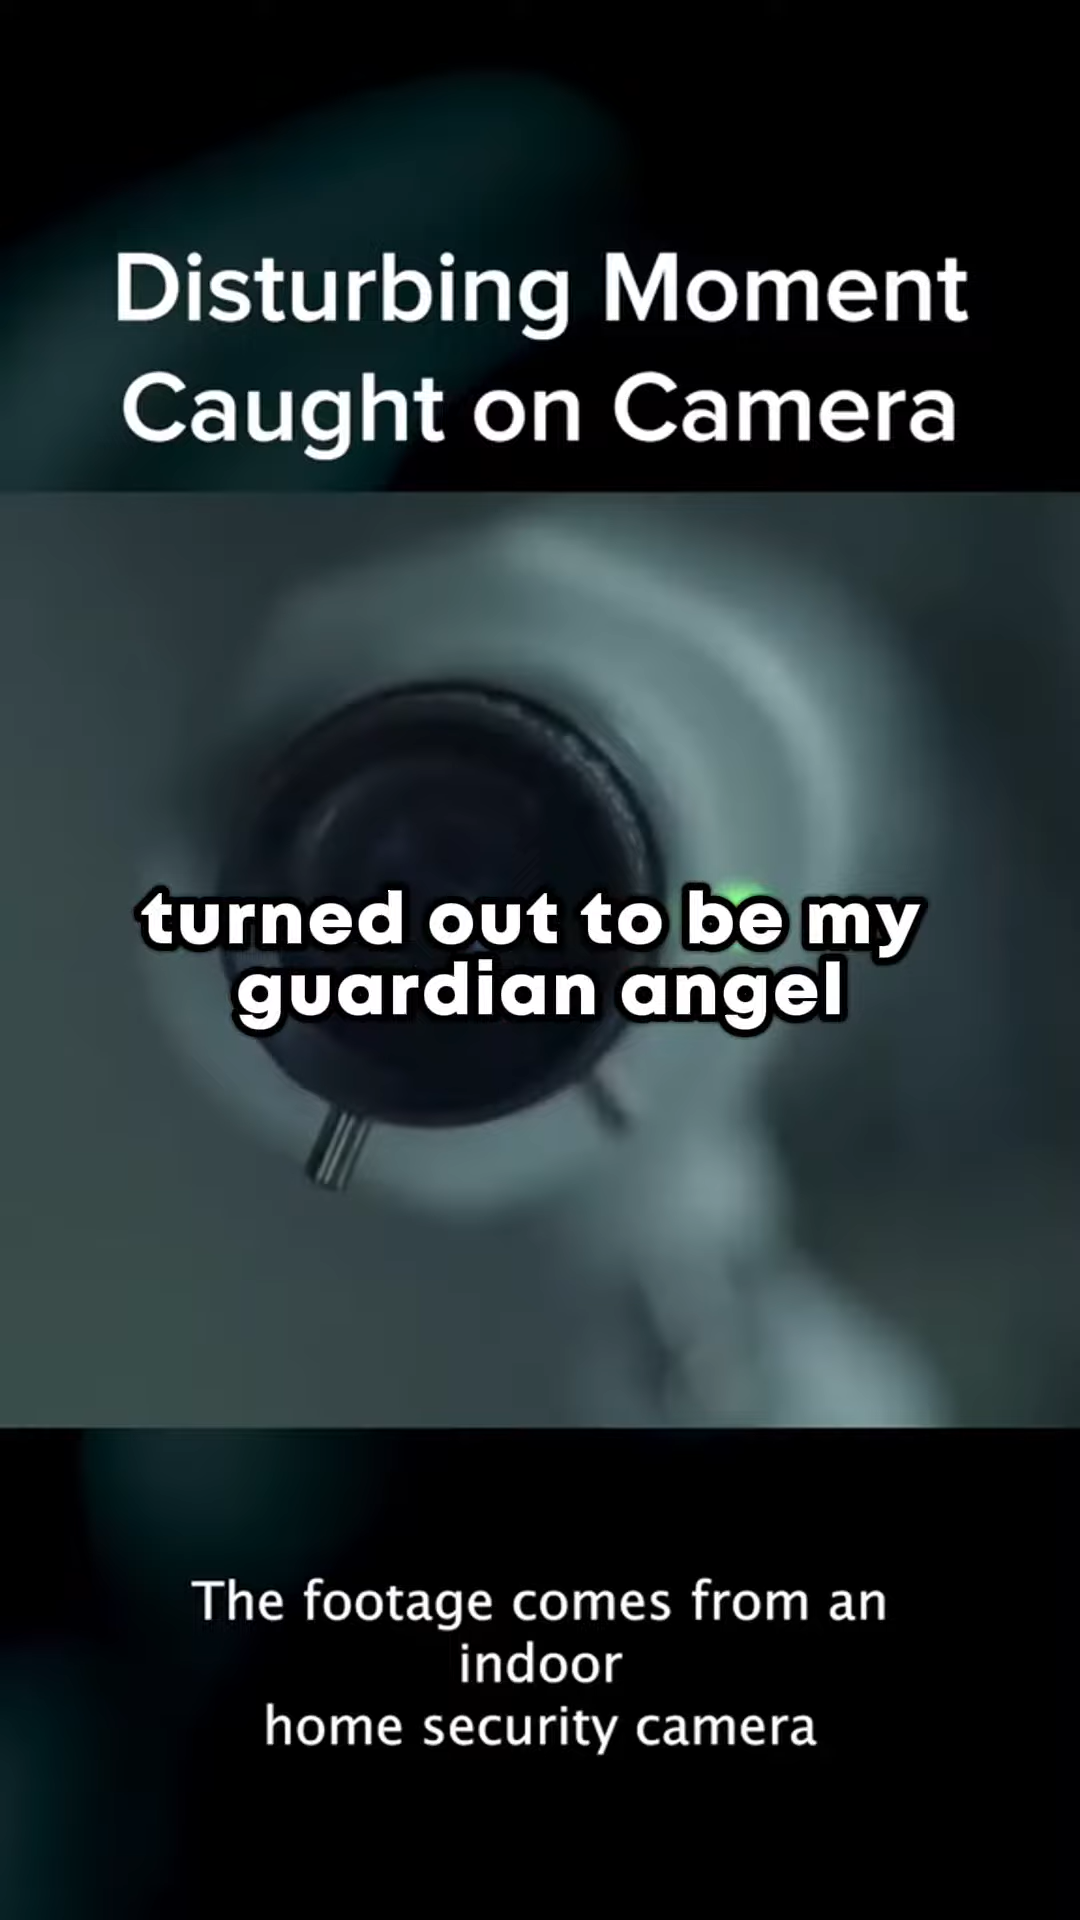 Disturbing Moment
Caught on Camera
turned out to be my
guardian angel
The footage comes from an
indoor
home security camera